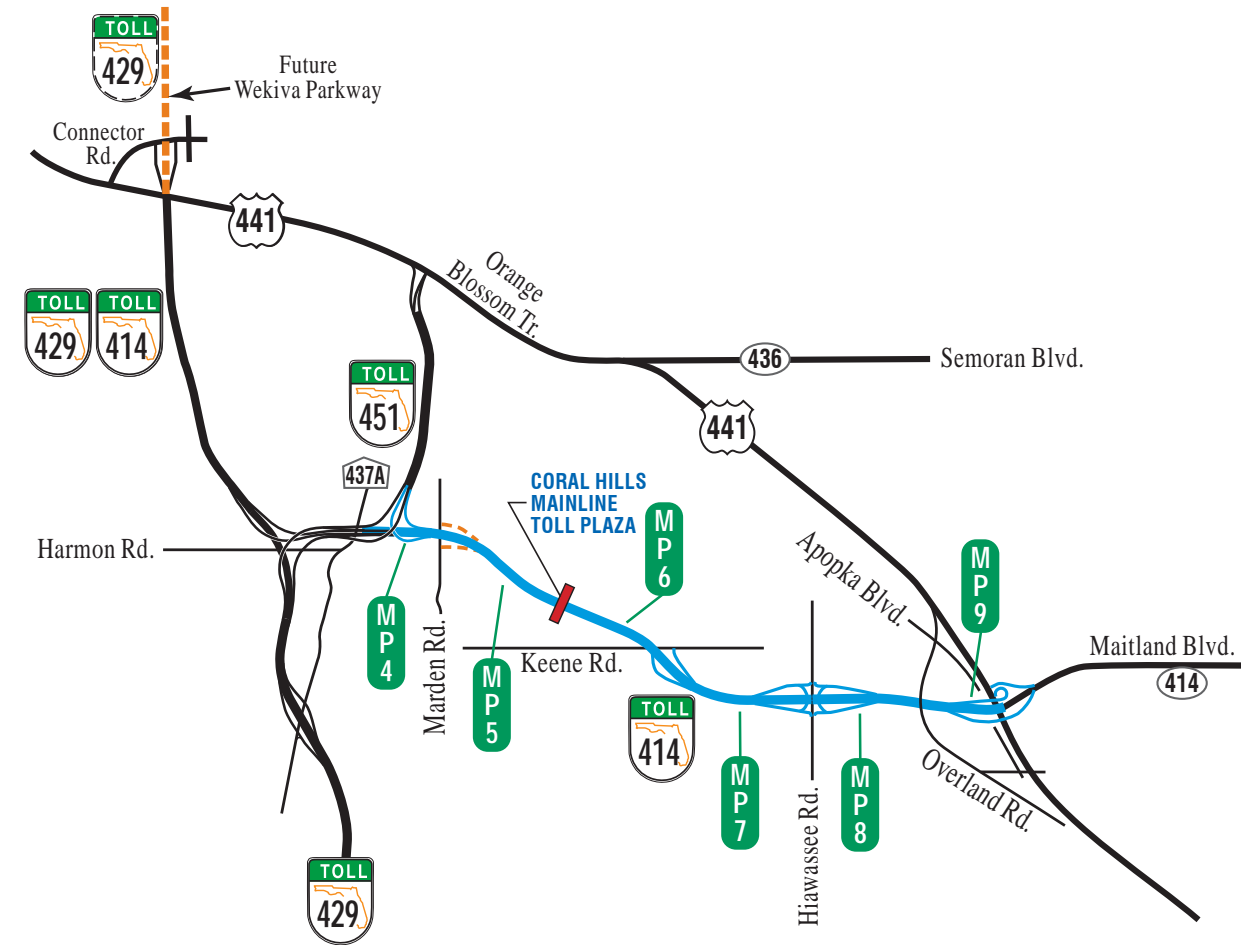 TOLL
429
Future
Wekiva Parkway
Connector
Rd.
441
Orange
Blossom Tr.
TOLL
429
TOLL
414
436
Semoran Blvd.
TOLL
451
441
437A
CORAL HILLS
MAINLINE
TOLL PLAZA
MP6
Harmon Rd.
Apopka Blvd.
MP9
MP4
Marden Rd.
MP5
Keene Rd.
Maitland Blvd.
414
TOLL
414
MP7
Hiawassee Rd.
MP8
Overland Rd.
TOLL
429